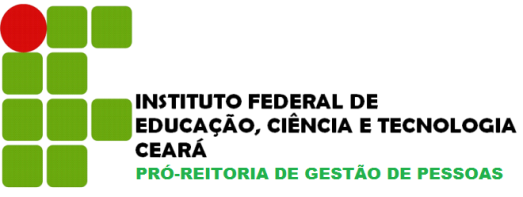 INSTITUTO FEDERAL DE
EDUCAÇÃO, CIÊNCIA E TECNOLOGIA
CEARÁ
PRÓ-REITORIA DE GESTÃO DE PESSOAS